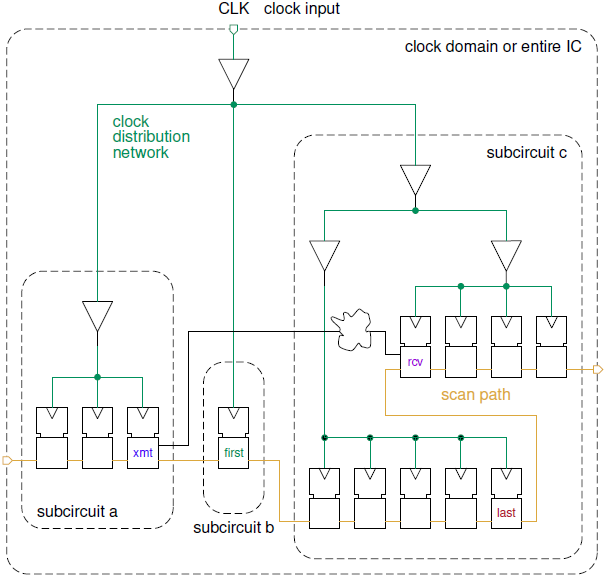 CLK clock input
clock domain or entire IC
clock
distribution
network
subcircuit c
rcv
scan path
xmt
first
last
subcircuit a
subcircuit b